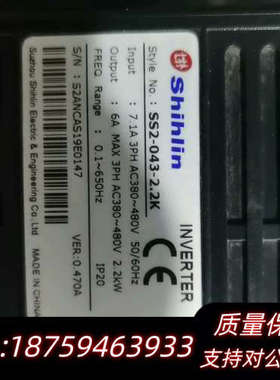 Shihlin
INVERTER
Style No.: SS2-043-2.2K
Input : 7.1A 3PH AC380~480V 50/60Hz
Output : 6A MAX 3PH AC380~480V 2.2kW
FREQ Range : 0.1~650Hz
IP20
S/N : S2ANCAS19E0147
VER:0.470A
Suzhou Shihlin Electric & Engineering Co., Ltd
MADE IN CHINA
CE
质量保
:18759463933
支持对公